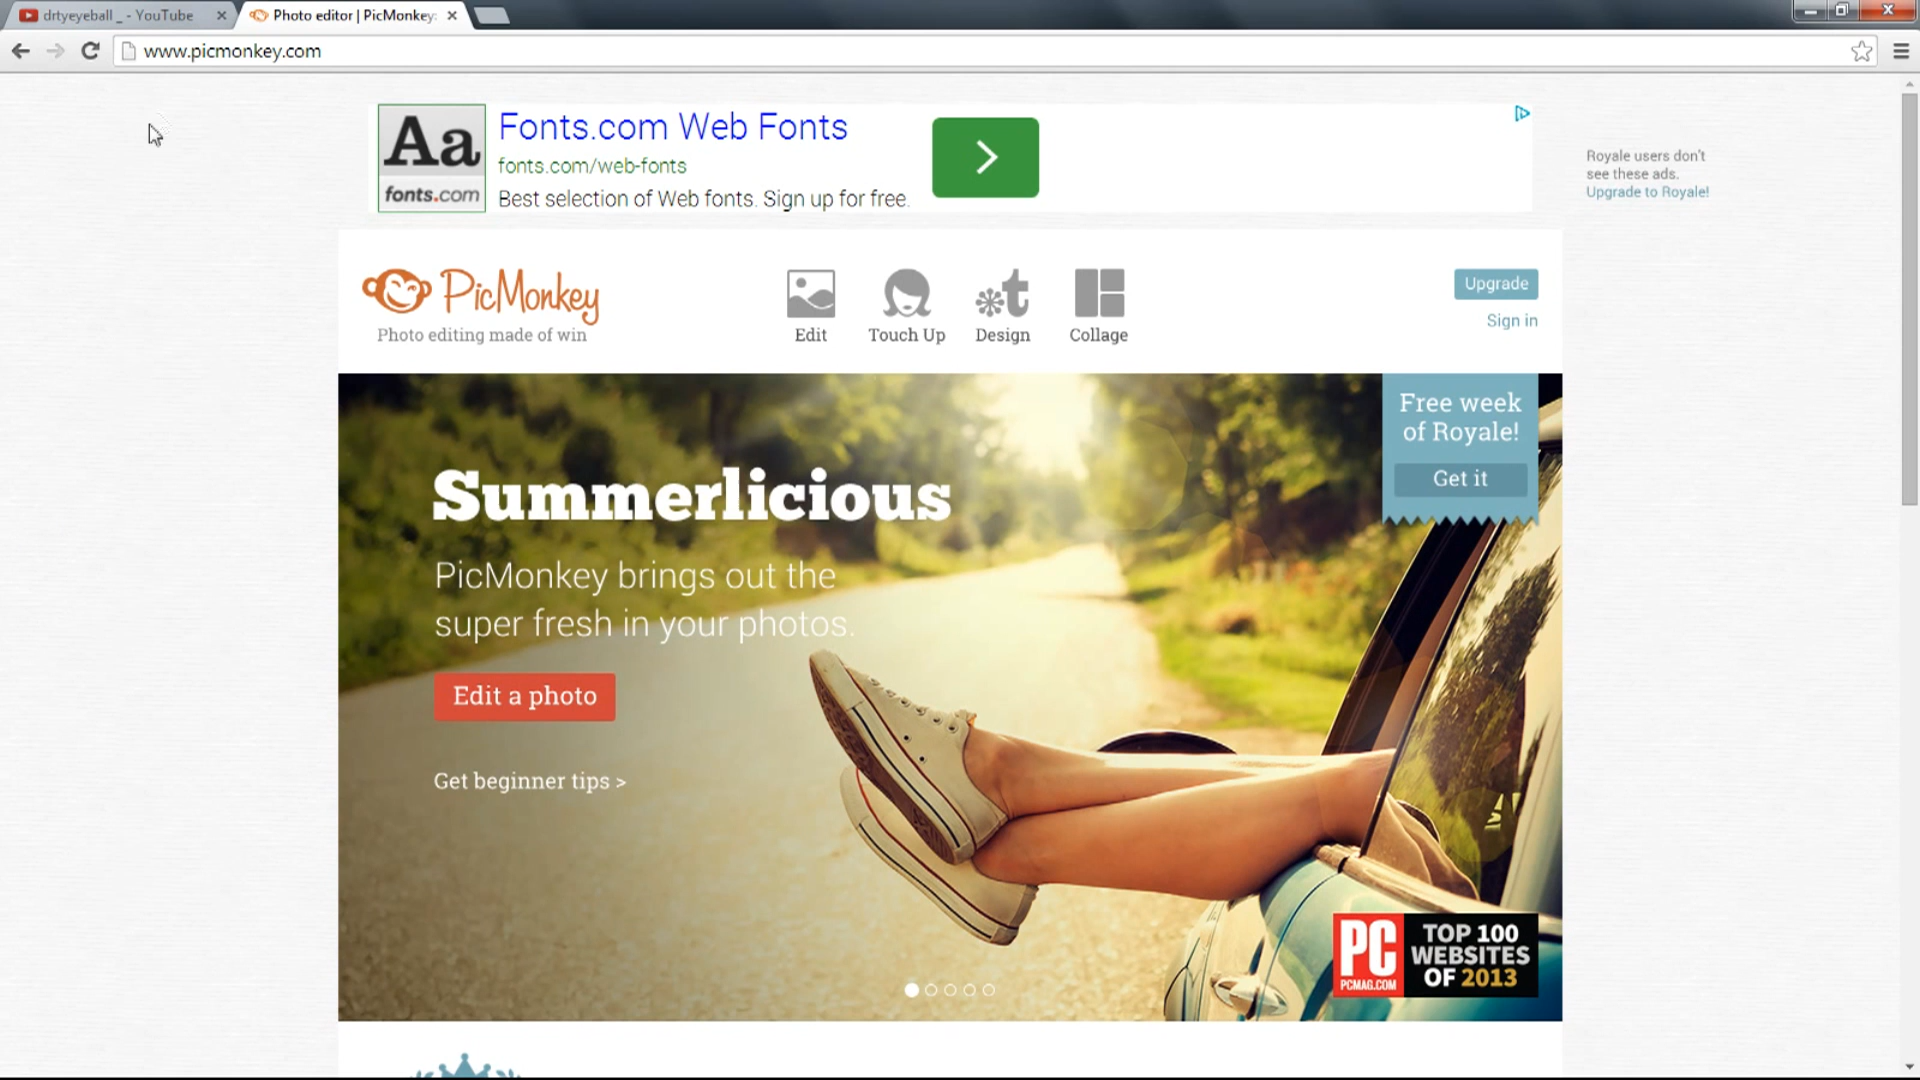 drtyeyeball _ - YouTube
Photo editor | PicMonkey:
www.picmonkey.com
Aa
fonts.com
Fonts.com Web Fonts
fonts.com/web-fonts
Best selection of Web fonts. Sign up for free.
Royale users don't
see these ads.
Upgrade to Royale!
PicMonkey
Photo editing made of win
Edit
Touch Up
t
Design
Collage
Upgrade
Sign in
Free week
of Royale!
Get it
Summerlicious
PicMonkey brings out the
super fresh in your photos.
Edit a photo
Get beginner tips >
PC
PCMAG.COM
TOP 100
WEBSITES
OF 2013